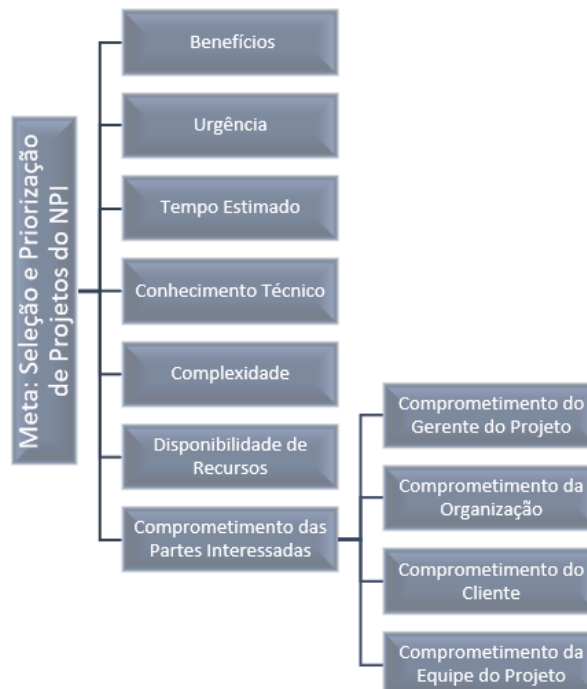 Meta: Seleção e Priorização
de Projetos do NPI
Benefícios
Urgência
Tempo Estimado
Conhecimento Técnico
Complexidade
Disponibilidade de
Recursos
Comprometimento das
Partes Interessadas
Comprometimento do
Gerente do Projeto
Comprometimento da
Organização
Comprometimento do
Cliente
Comprometimento da
Equipe do Projeto